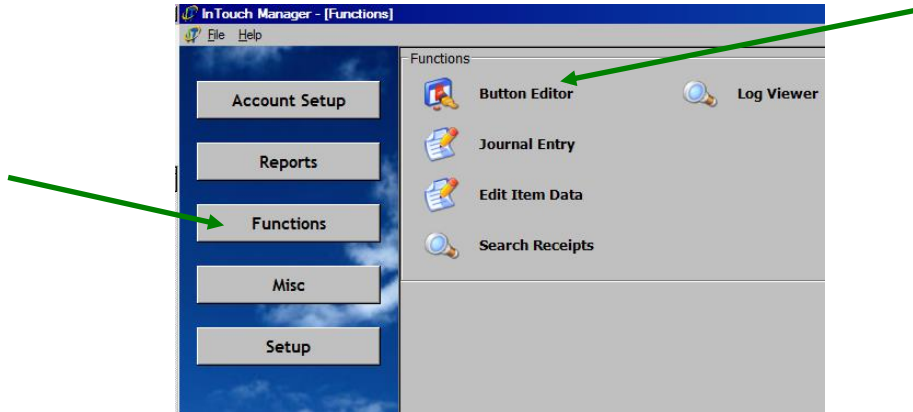 InTouch Manager - [Functions]
File Help
Account Setup
Reports
Functions
Misc
Setup
Functions
Button Editor
Log Viewer
Journal Entry
Edit Item Data
Search Receipts